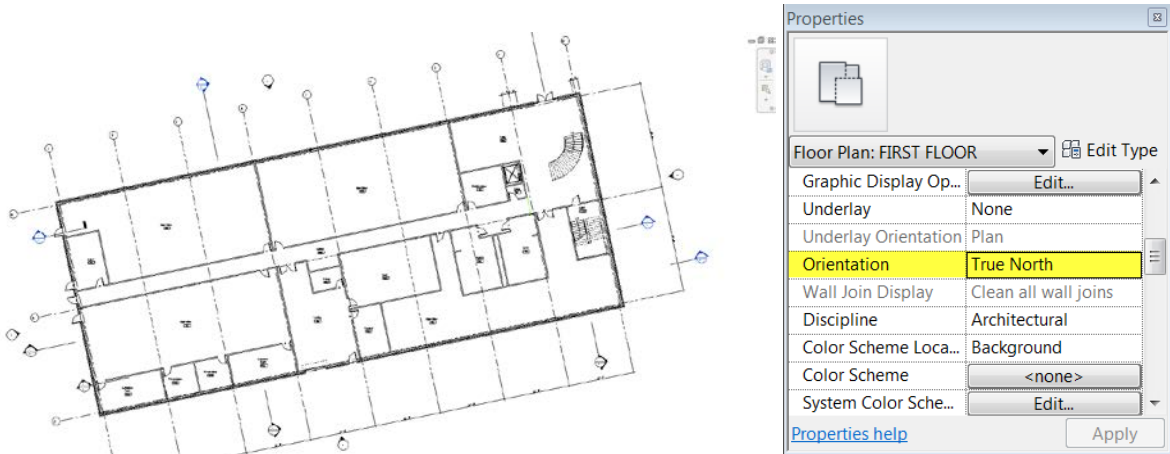 Properties
Floor Plan: FIRST FLOOR
Edit Type
Graphic Display Op... Edit...
Underlay None
Underlay Orientation Plan
Orientation True North
Wall Join Display Clean all wall joins
Discipline Architectural
Color Scheme Loca... Background
Color Scheme <none>
System Color Sche... Edit...
Properties help
Apply